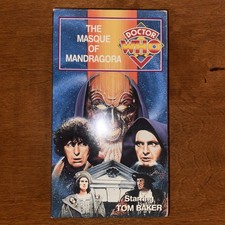 THE
MASQUE
OF
MANDRAGORA
DOCTOR
WHO
Starring
TOM BAKER